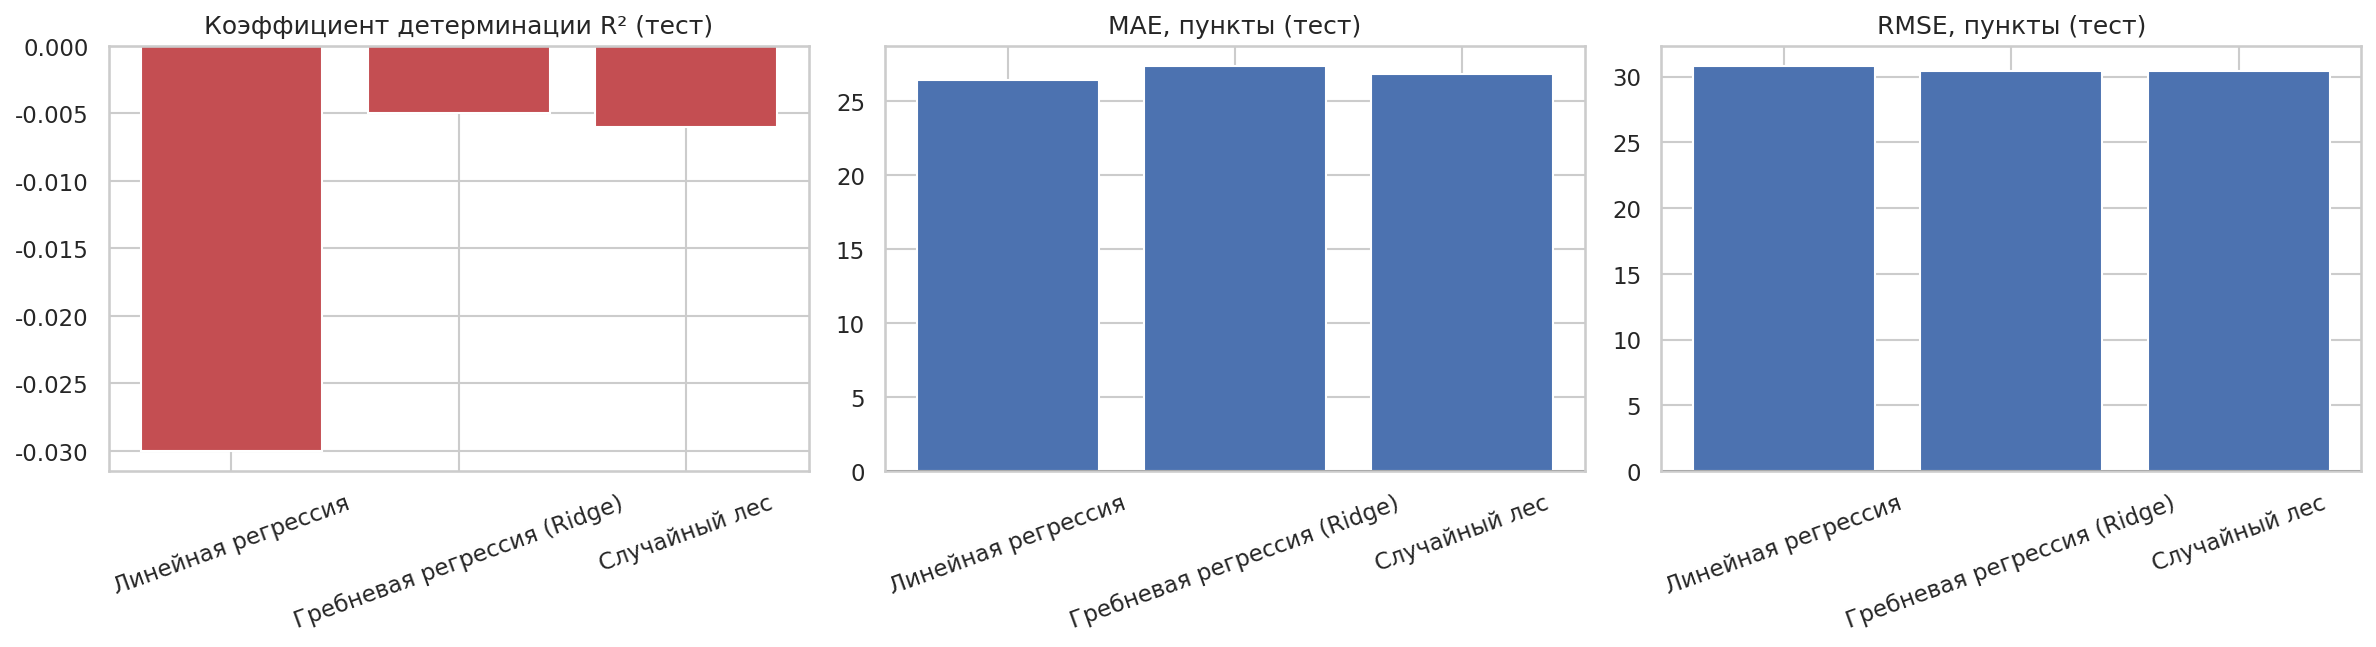 Коэффициент детерминации R² (тест)
0.000
-0.005
-0.010
-0.015
-0.020
-0.025
-0.030
Линейная регрессия
Гребневая регрессия (Ridge)
Случайный лес
MAE, пункты (тест)
25
20
15
10
5
0
Линейная регрессия
Гребневая регрессия (Ridge)
Случайный лес
RMSE, пункты (тест)
30
25
20
15
10
5
0
Линейная регрессия
Гребневая регрессия (Ridge)
Случайный лес